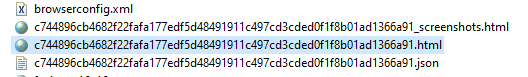 browserconfig.xml
c744896cb4682f22fafa177edf5d48491911c497cd3cded0f1f8b01ad1366a91_screenshots.html
c744896cb4682f22fafa177edf5d48491911c497cd3cded0f1f8b01ad1366a91.html
c744896cb4682f22fafa177edf5d48491911c497cd3cded0f1f8b01ad1366a91.json